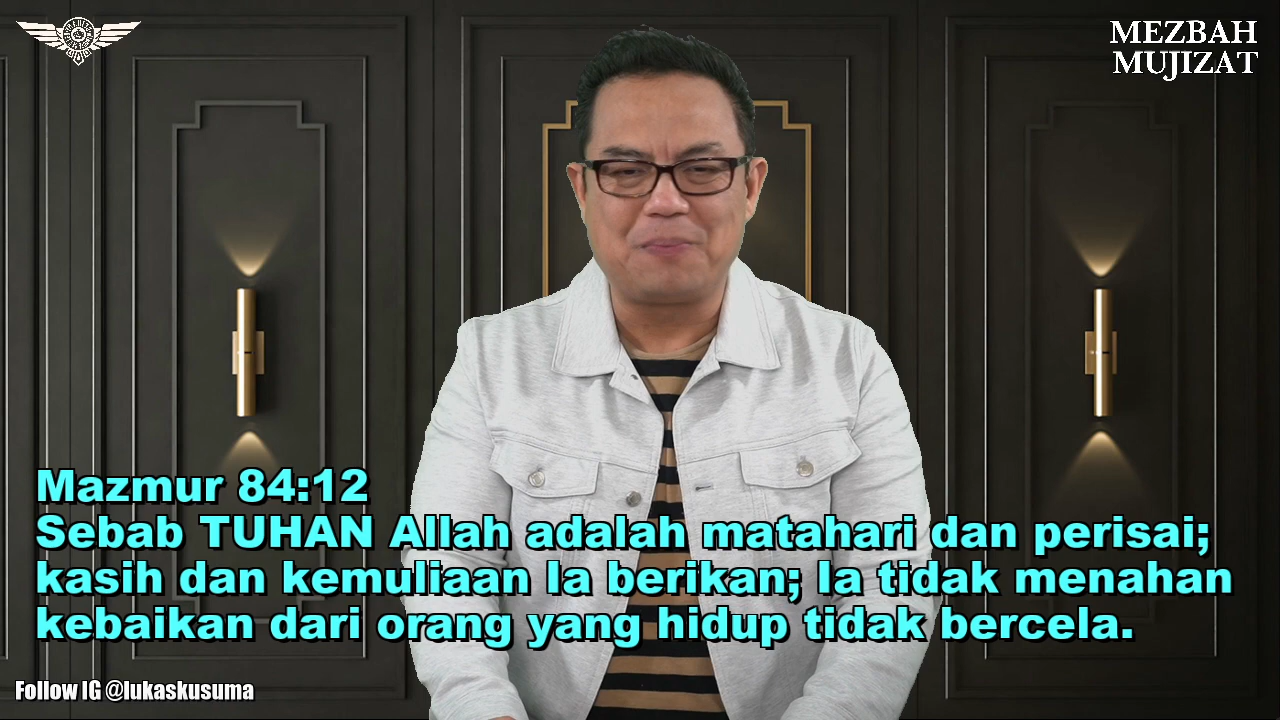 MEZBAH
MUJIZAT
Mazmur 84:12
Sebab TUHAN Allah adalah matahari dan perisai;
kasih dan kemuliaan Ia berikan; Ia tidak menahan
kebaikan dari orang yang hidup tidak bercela.
Follow IG @lukaskusuma